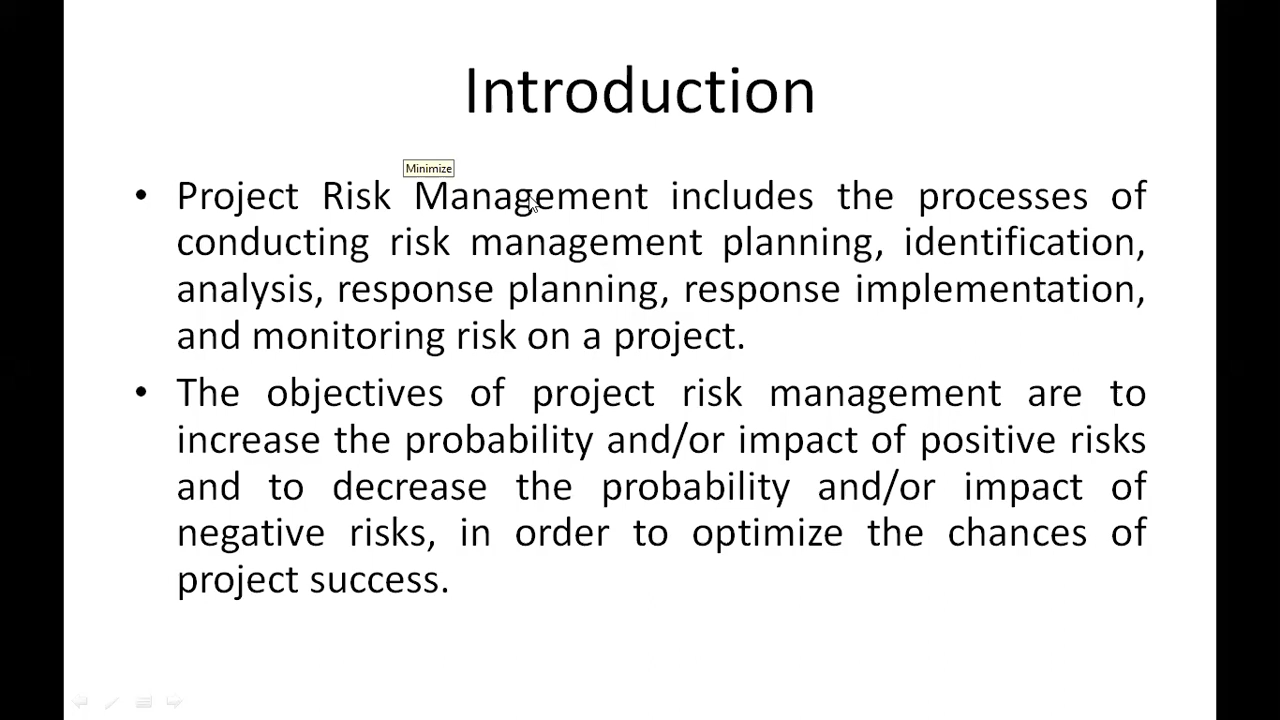 Introduction
Minimize
• Project Risk Management includes the processes of
conducting risk management planning, identification,
analysis, response planning, response implementation,
and monitoring risk on a project.
• The objectives of project risk management are to
increase the probability and/or impact of positive risks
and to decrease the probability and/or impact of
negative risks, in order to optimize the chances of
project success.